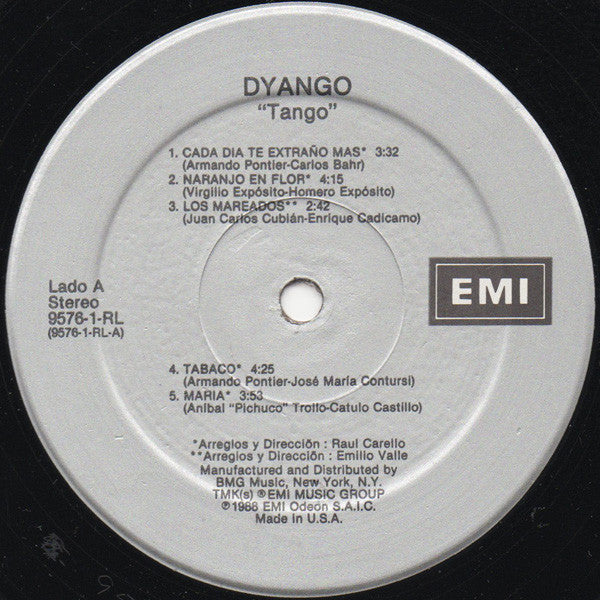 DYANGO
"Tango"
1. CADA DIA TE EXTRAÑO MAS* 3:32
(Armando Pontier-Carlos Bahr)
2. NARANJO EN FLOR* 4:15
(Virgilio Expósito-Homero Expósito)
3. LOS MAREADOS** 2:42
(Juan Carlos Cubián-Enrique Cadicamo)
Lado A
Stereo
9576-1-RL
(9576-1-RL-A)
EMI
4. TABACO* 4:25
(Armando Pontier-José María Contursi)
5. MARIA* 3:53
(Aníbal "Pichuco" Troilo-Catulo Castillo)
*Arreglos y Dirección : Raul Carello
**Arreglos y Dirección : Emilio Valle
Manufactured and Distributed by
BMG Music, New York, N.Y.
TMK(s) ® EMI MUSIC GROUP
℗ 1988 EMI Odeón S.A.I.C.
Made in U.S.A.